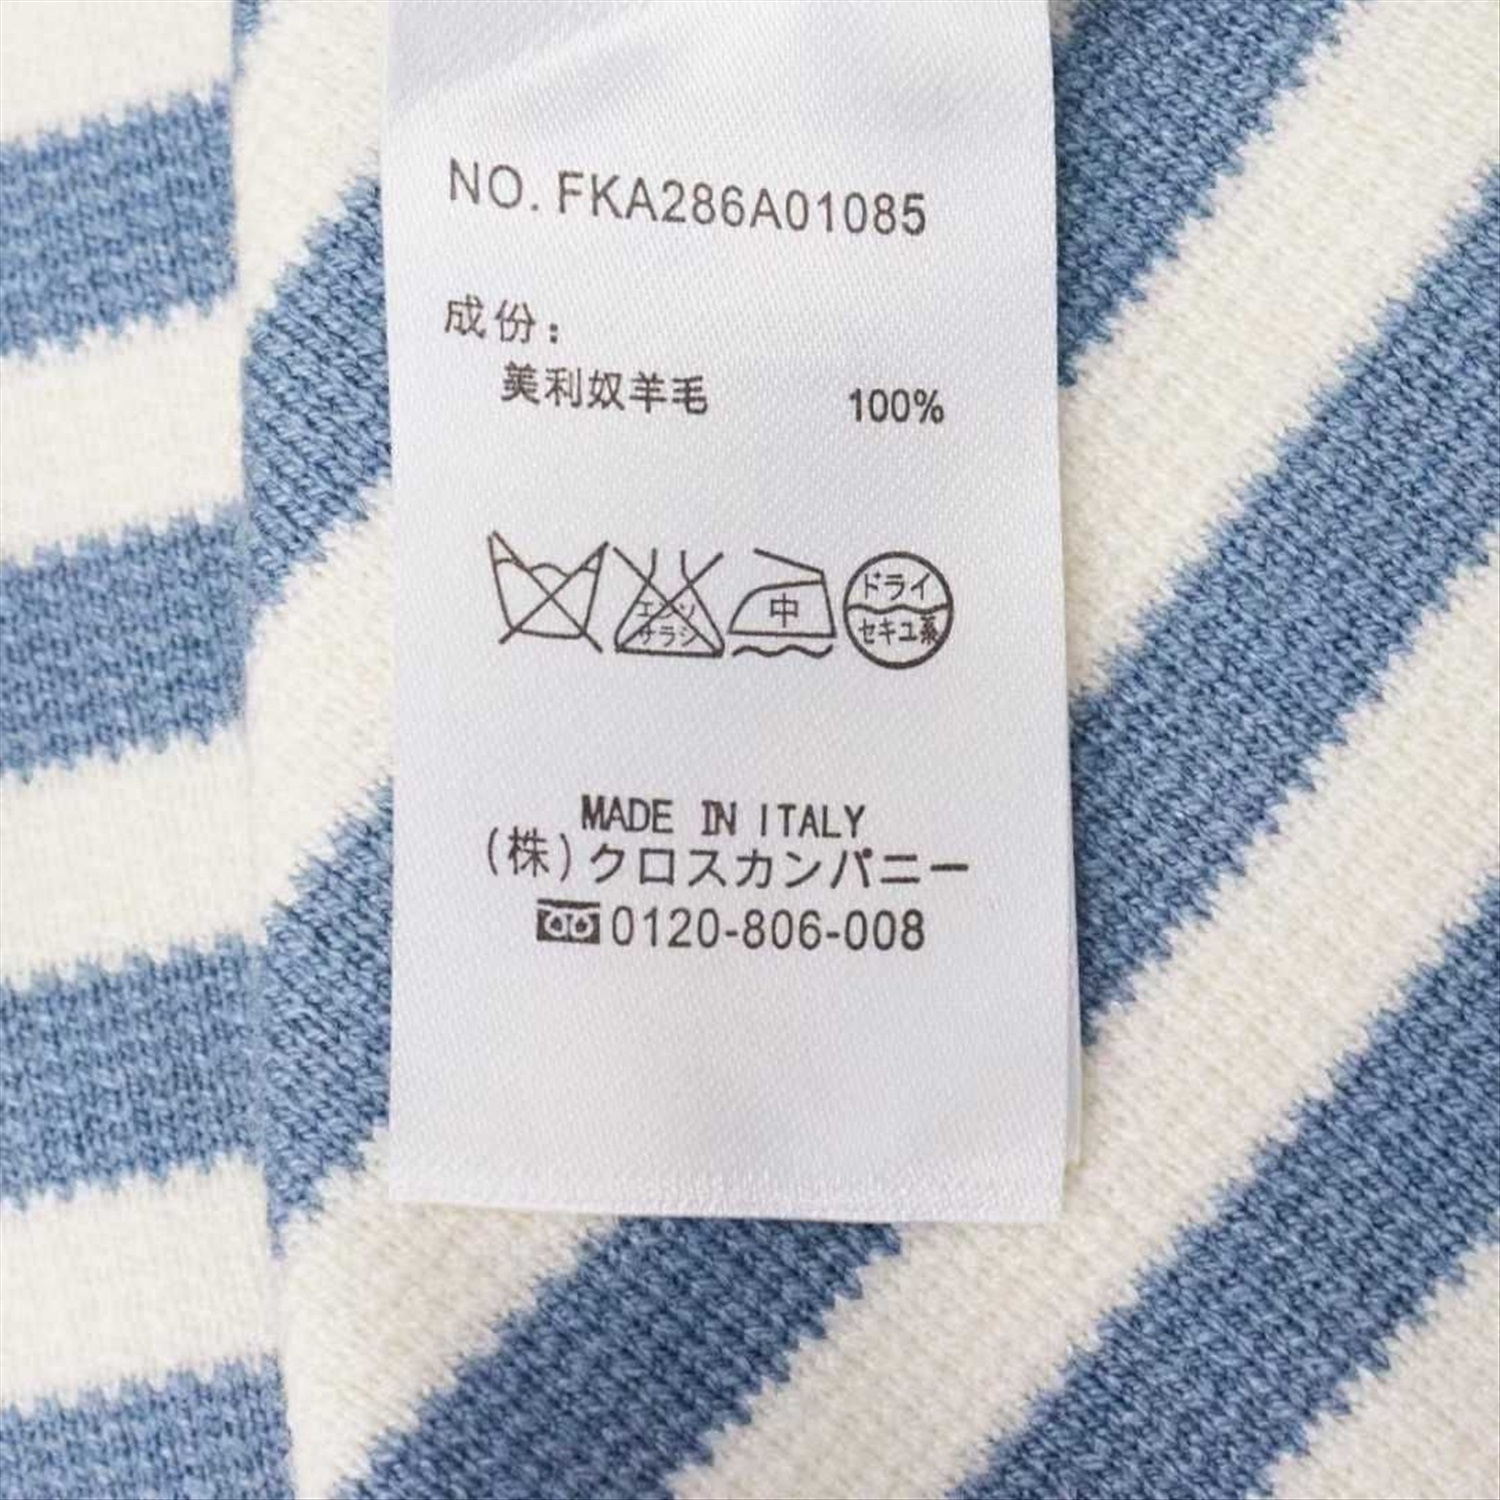 NO. FKA286A01085
成份：
美利奴羊毛 100%
エンソ
サラシ
中
ドライ
セキユ系
MADE IN ITALY
(株)クロスカンパニー
0120-806-008